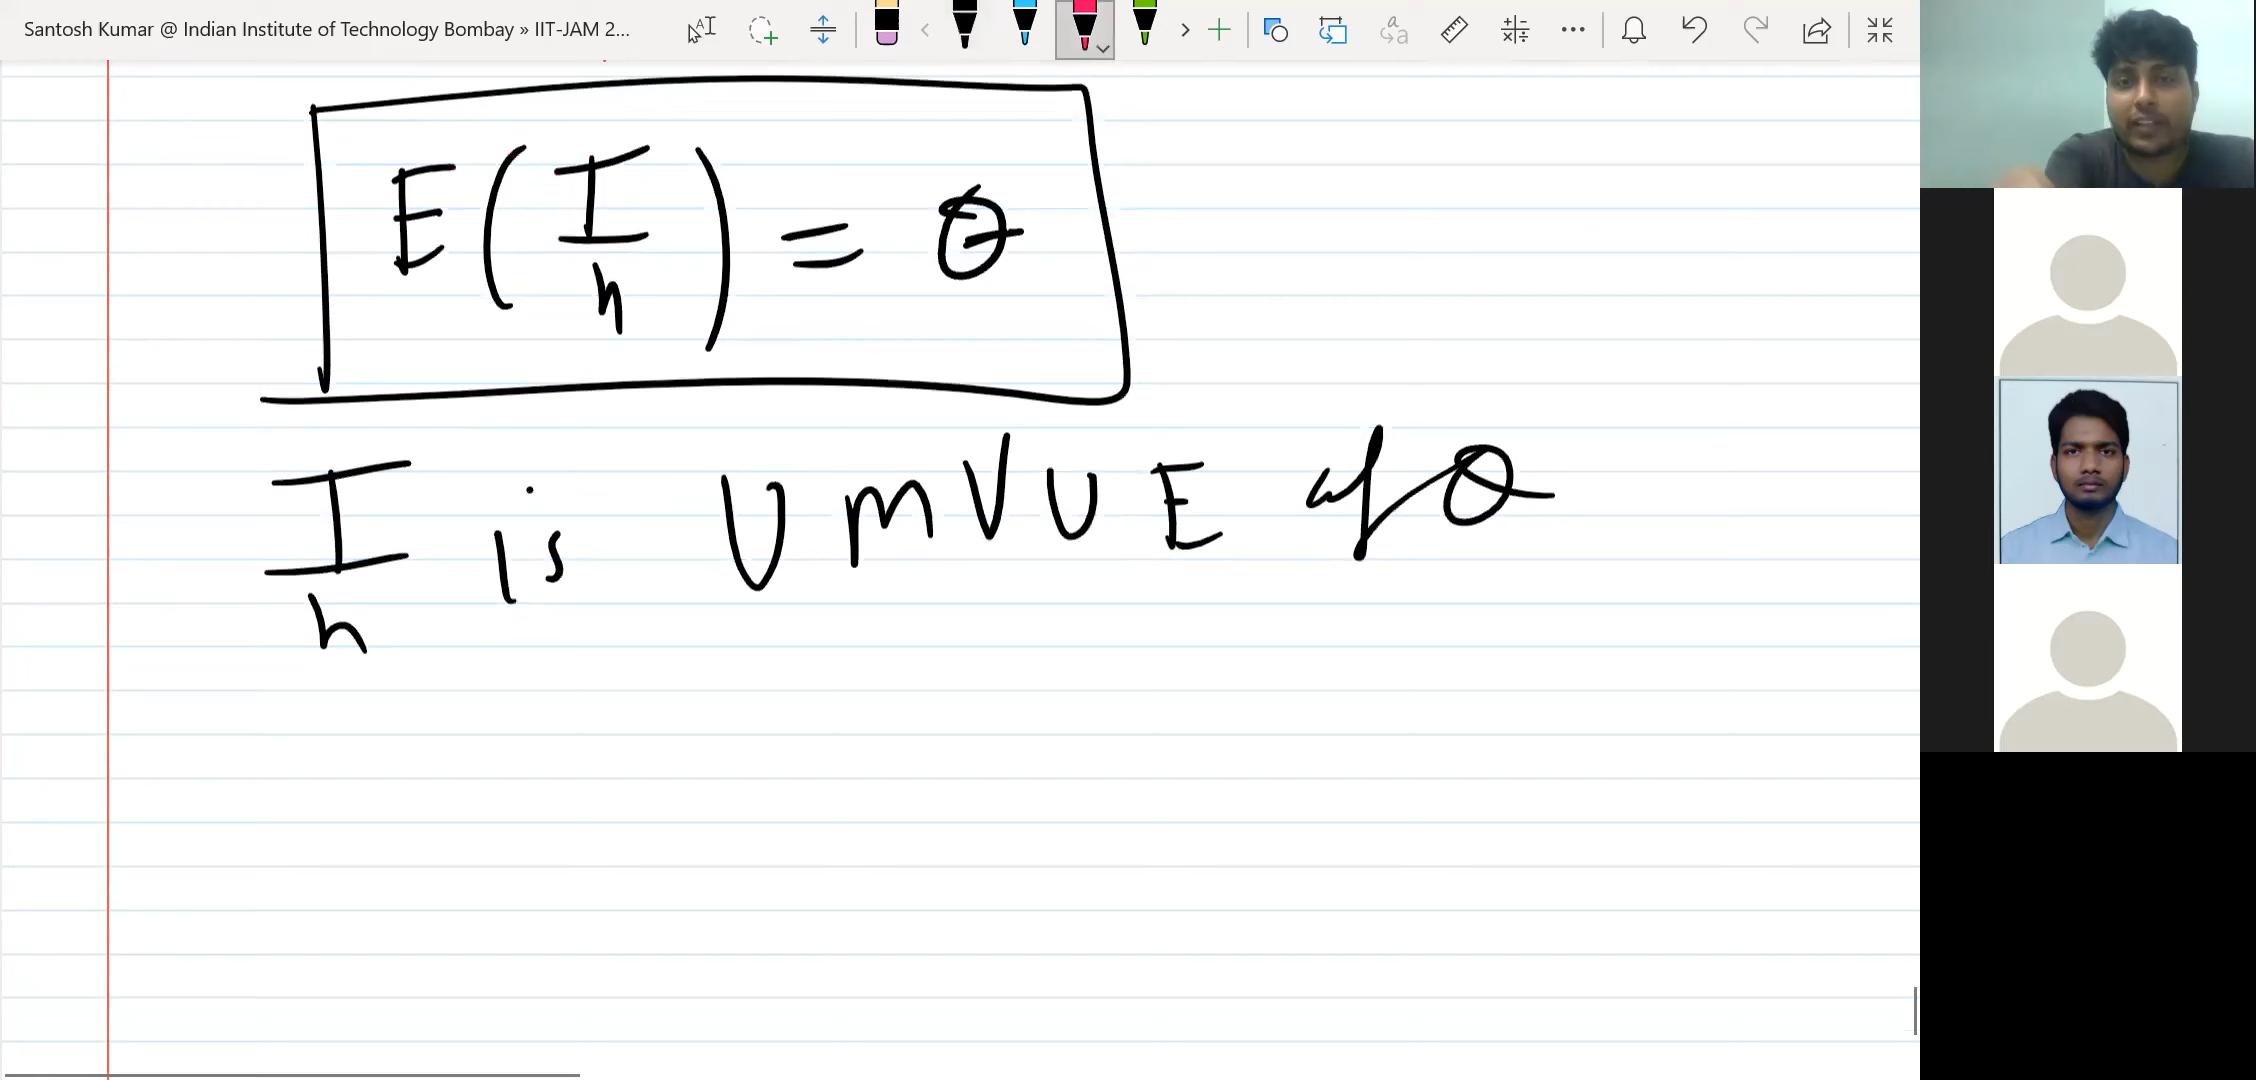 Santosh Kumar @ Indian Institute of Technology Bombay » IIT-JAM 2...
E(T/n) = θ
T/n is UMVUE of θ